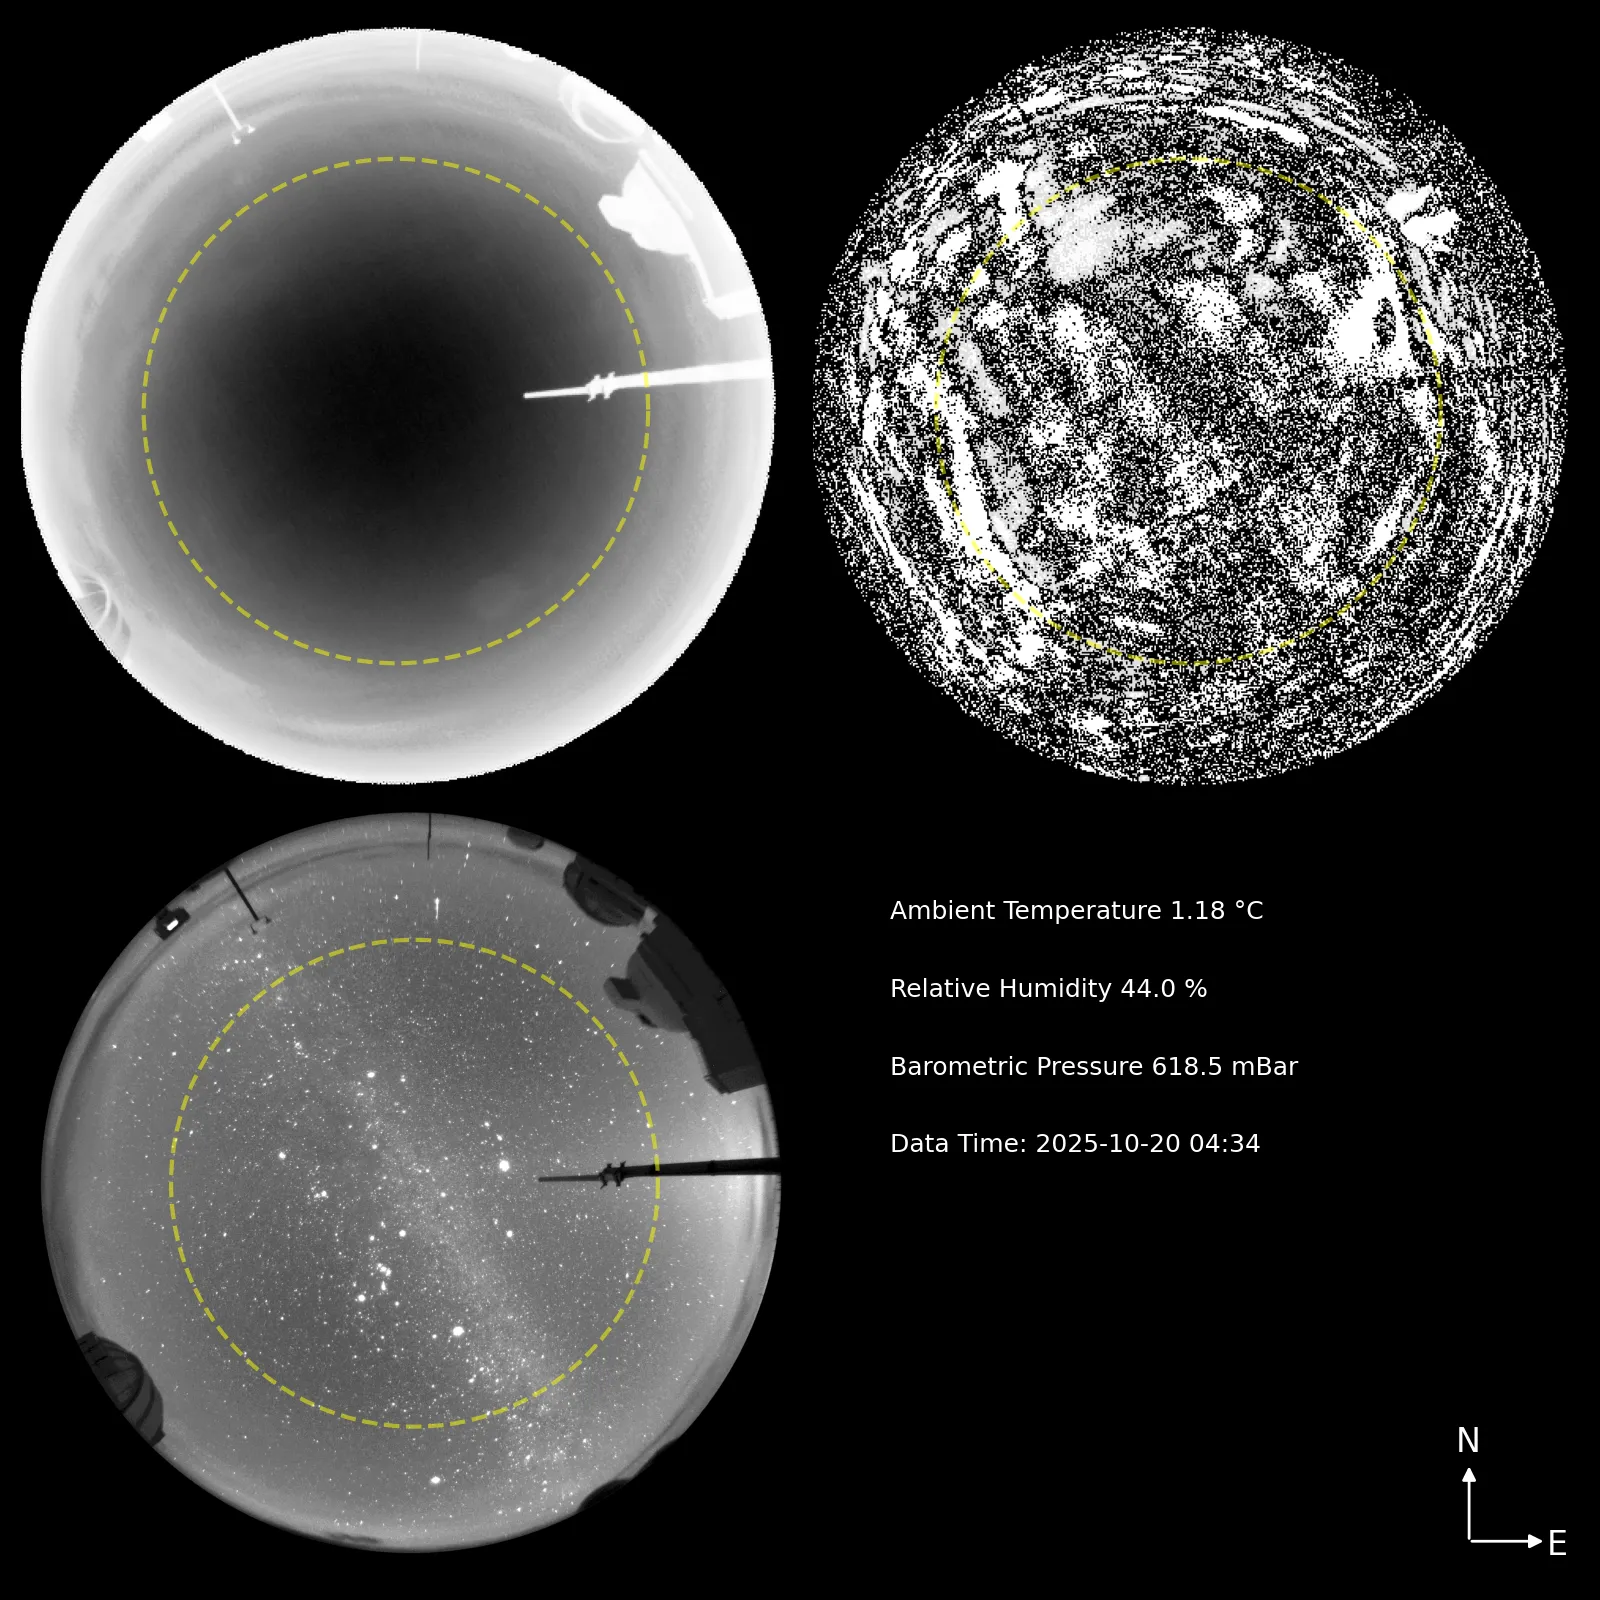 Ambient Temperature 1.18 °C
Relative Humidity 44.0 %
Barometric Pressure 618.5 mBar
Data Time: 2025-10-20 04:34
N
E